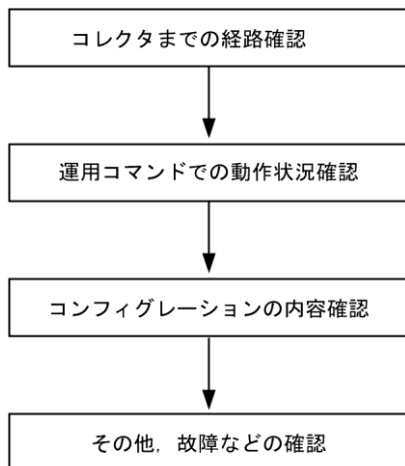 コレクタまでの経路確認
運用コマンドでの動作状況確認
コンフィグレーションの内容確認
その他，故障などの確認